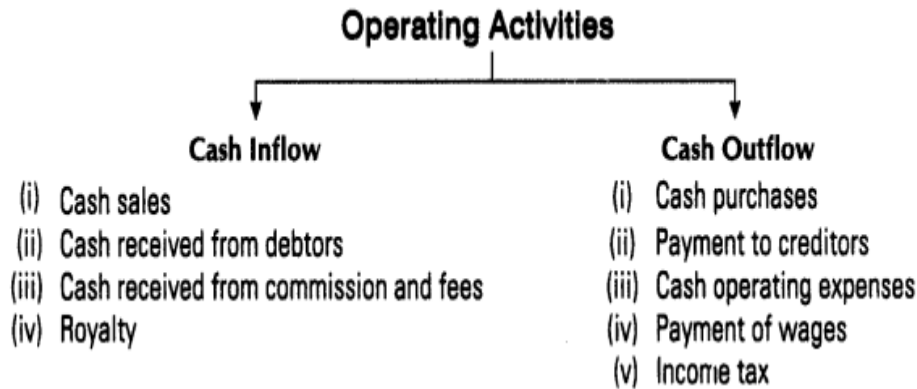 Operating Activities
Cash Inflow
(i) Cash sales
(ii) Cash received from debtors
(iii) Cash received from commission and fees
(iv) Royalty
Cash Outflow
(i) Cash purchases
(ii) Payment to creditors
(iii) Cash operating expenses
(iv) Payment of wages
(v) Income tax